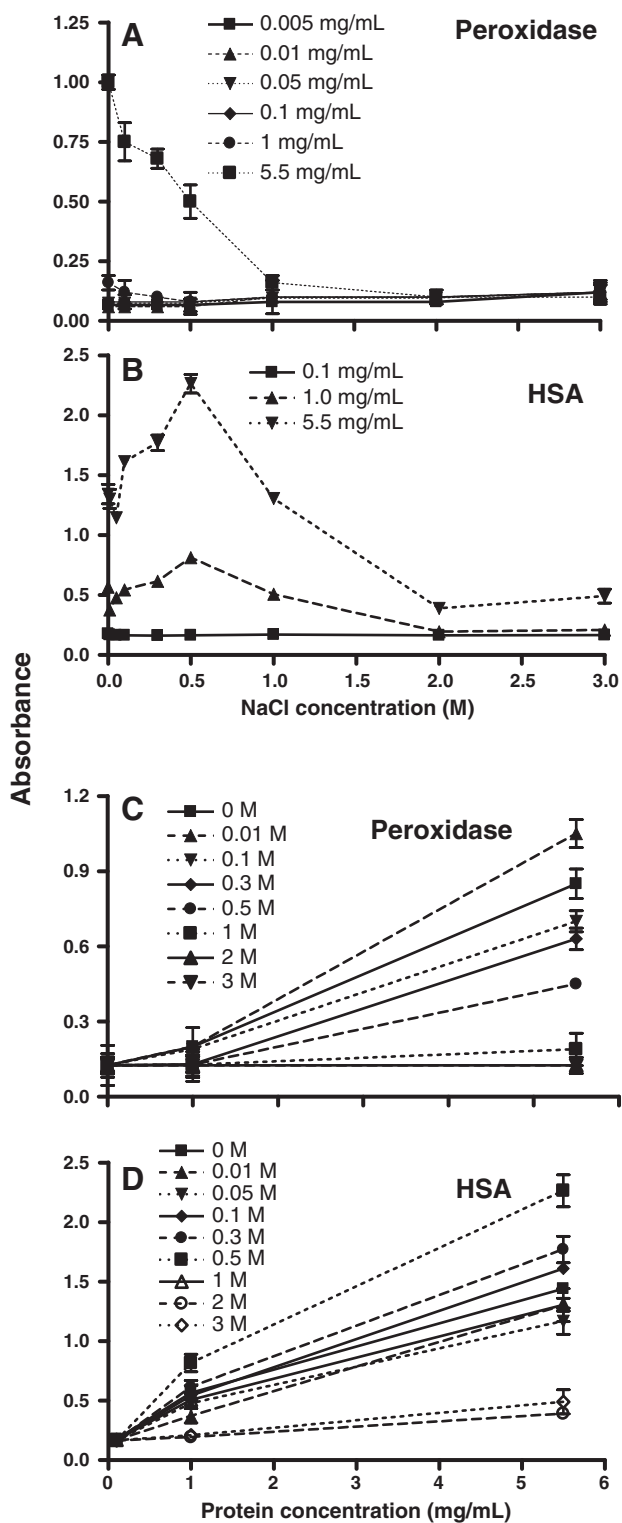 A
Peroxidase
0.005 mg/mL
0.01 mg/mL
0.05 mg/mL
0.1 mg/mL
1 mg/mL
5.5 mg/mL
1.25
1.00
0.75
0.50
0.25
0.00
B
HSA
0.1 mg/mL
1.0 mg/mL
5.5 mg/mL
2.5
2.0
1.5
1.0
0.5
0.0
0.0 0.5 1.0 1.5 2.0 2.5 3.0
NaCl concentration (M)
Absorbance
C
Peroxidase
0 M
0.01 M
0.1 M
0.3 M
0.5 M
1 M
2 M
3 M
1.2
0.9
0.6
0.3
0.0
D
HSA
0 M
0.01 M
0.05 M
0.1 M
0.3 M
0.5 M
1 M
2 M
3 M
2.5
2.0
1.5
1.0
0.5
0.0
0 1 2 3 4 5 6
Protein concentration (mg/mL)